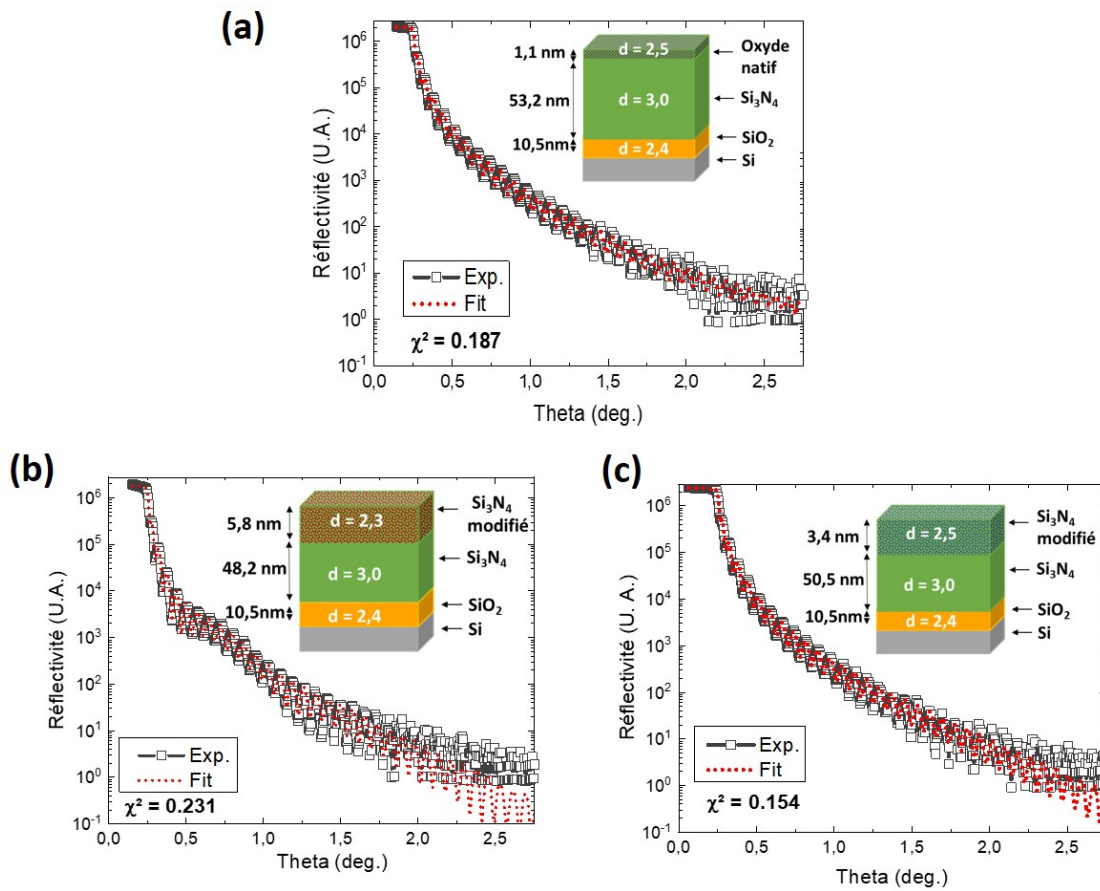 (a)
Réflectivité (U.A.)
10⁶
10⁵
10⁴
10³
10²
10¹
10⁰
10⁻¹
0,0 0,5 1,0 1,5 2,0 2,5
Theta (deg.)
Exp.
Fit
χ² = 0.187
1,1 nm
53,2 nm
10,5nm
d = 2,5
d = 3,0
d = 2,4
Oxyde
natif
Si₃N₄
SiO₂
Si
(b)
Réflectivité (U.A.)
10⁶
10⁵
10⁴
10³
10²
10¹
10⁰
10⁻¹
0,0 0,5 1,0 1,5 2,0 2,5
Theta (deg.)
Exp.
Fit
χ² = 0.231
5,8 nm
48,2 nm
10,5nm
d = 2,3
d = 3,0
d = 2,4
Si₃N₄
modifié
Si₃N₄
SiO₂
Si
(c)
Réflectivité (U. A.)
10⁶
10⁵
10⁴
10³
10²
10¹
10⁰
10⁻¹
0,0 0,5 1,0 1,5 2,0 2,5
Theta (deg.)
Exp.
Fit
χ² = 0.154
3,4 nm
50,5 nm
10,5nm
d = 2,5
d = 3,0
d = 2,4
Si₃N₄
modifié
Si₃N₄
SiO₂
Si